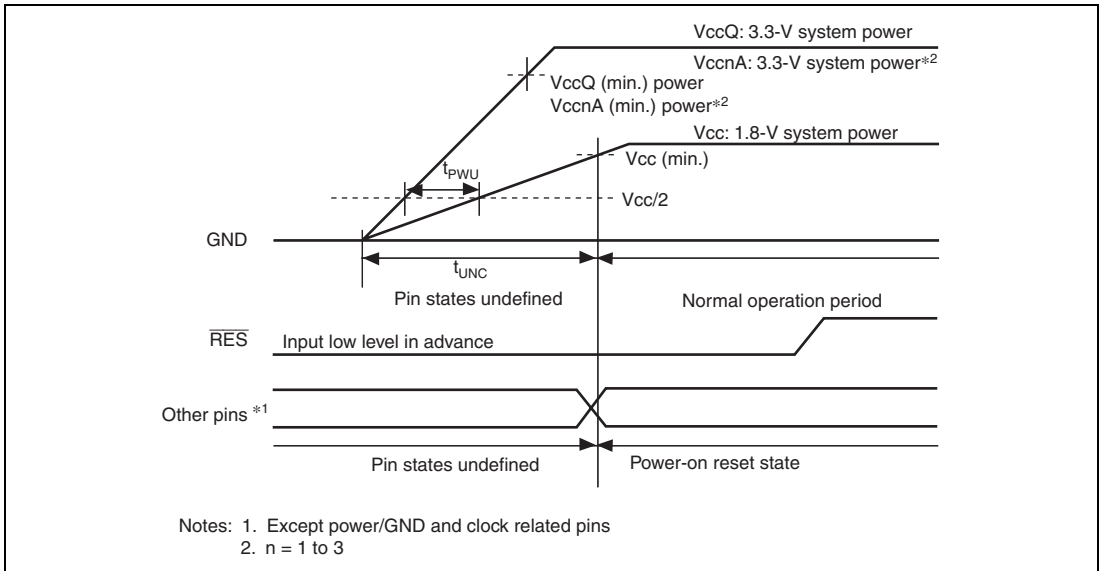 VccQ: 3.3-V system power
VccnA: 3.3-V system power*2
VccQ (min.) power
VccnA (min.) power*2
Vcc: 1.8-V system power
Vcc (min.)
tPWU
Vcc/2
GND
tUNC
Pin states undefined
Normal operation period
RES
Input low level in advance
Other pins *1
Pin states undefined
Power-on reset state
Notes: 1. Except power/GND and clock related pins
2. n = 1 to 3